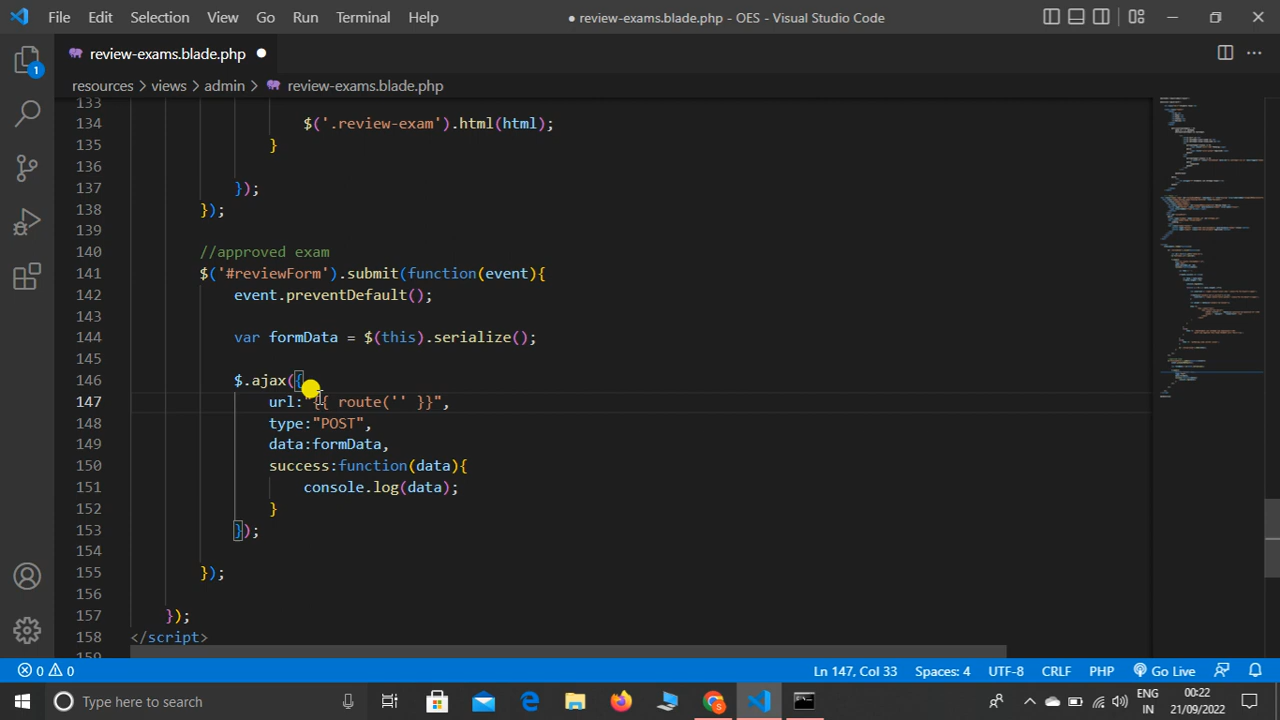 File Edit Selection View Go Run Terminal Help ● review-exams.blade.php - OES - Visual Studio Code
review-exams.blade.php
resources > views > admin > review-exams.blade.php
1
133
134 $('.review-exam').html(html);
135 }
136
137 });
138 });
139
140 //approved exam
141 $('#reviewForm').submit(function(event){
142 event.preventDefault();
143
144 var formData = $(this).serialize();
145
146 $.ajax({
147 url:"{{ route('' }}",
148 type:"POST",
149 data:formData,
150 success:function(data){
151 console.log(data);
152 }
153 });
154
155 });
156
157 });
158 </script>
159
0 0 Ln 147, Col 33 Spaces: 4 UTF-8 CRLF PHP Go Live
Type here to search
ENG
IN
00:22
21/09/2022